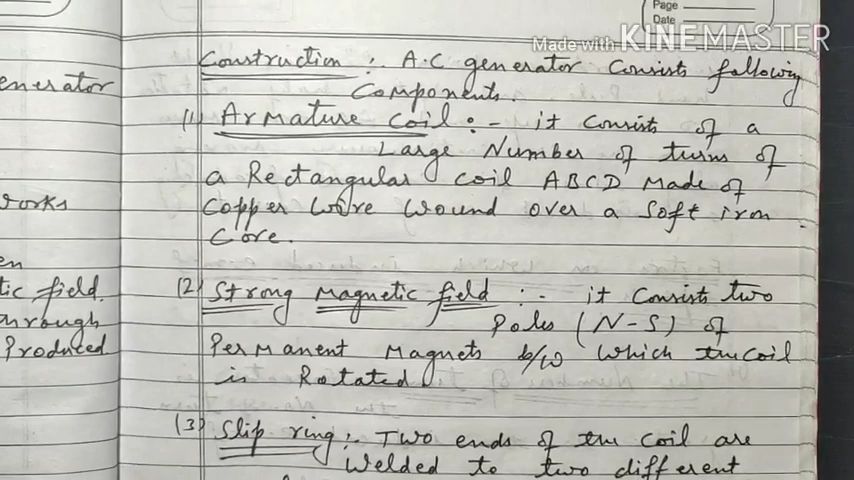 Page
Date
Made with KINEMASTER
enerator
works
en
tic field.
hrough
Produced
Construction :. A.C generator consists following
Components.
(1) Armature coil :- it consists of a
Large Number of turns of
a Rectangular coil ABCD Made of
Copper Wire wound over a soft iron
Core.
(2) Strong Magnetic field :- it consists two
Poles (N-S) of
Permanent Magnets b/w which the coil
is Rotated
(3) Slip ring :. Two ends of the coil are
welded to two different